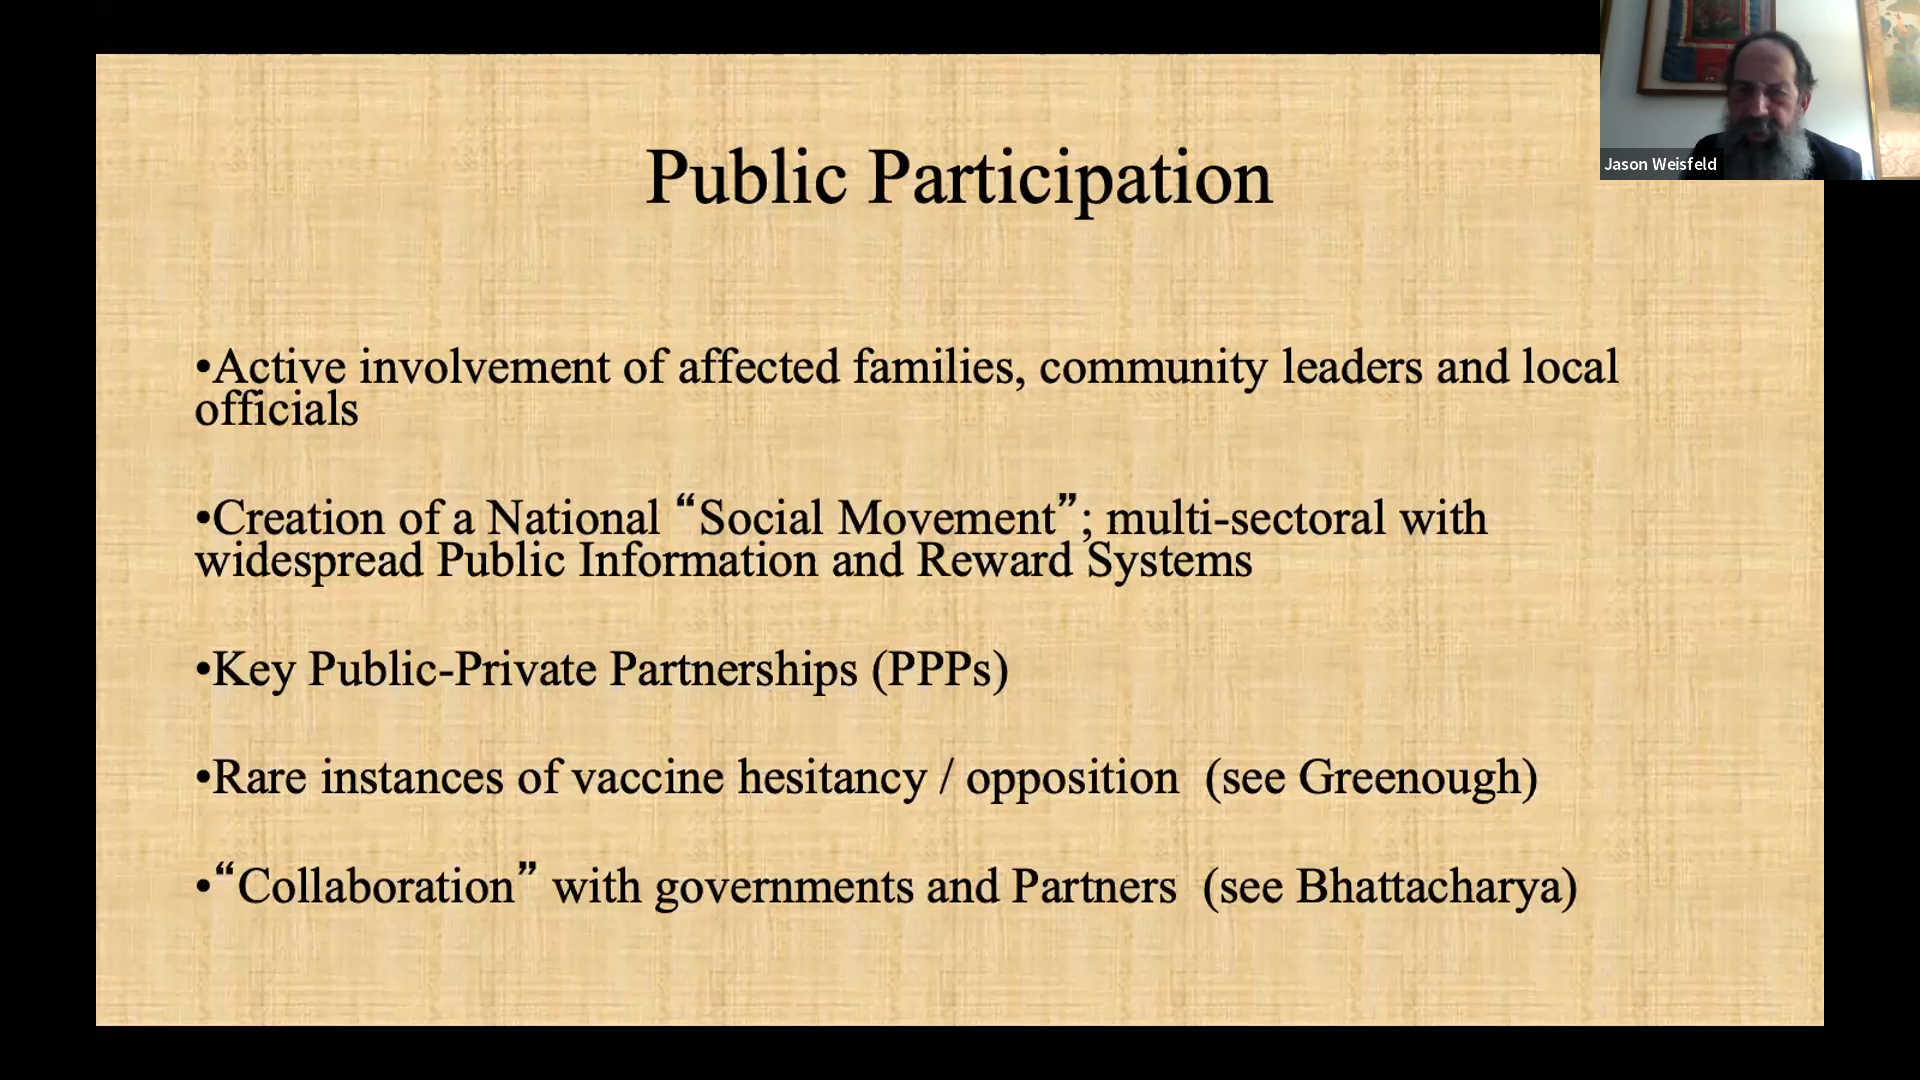 Jason Weisfeld
Public Participation
•Active involvement of affected families, community leaders and local
officials
•Creation of a National “Social Movement”; multi-sectoral with
widespread Public Information and Reward Systems
•Key Public-Private Partnerships (PPPs)
•Rare instances of vaccine hesitancy / opposition  (see Greenough)
•“Collaboration” with governments and Partners  (see Bhattacharya)